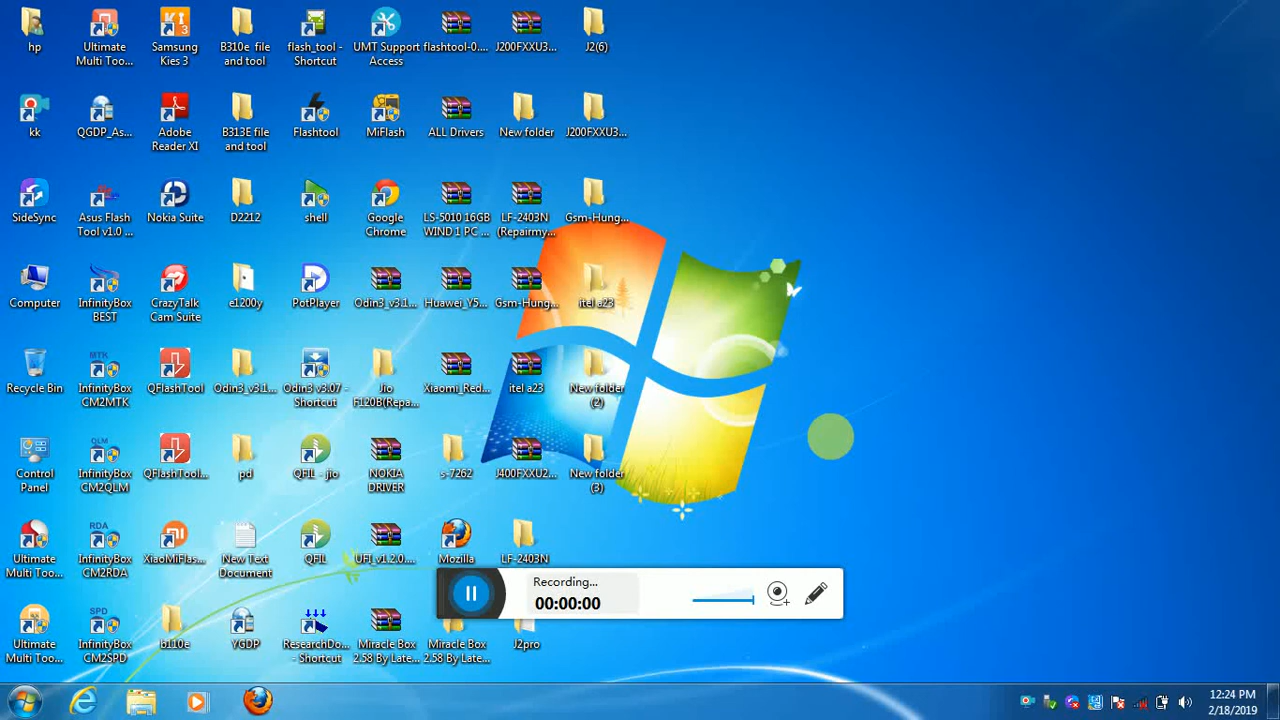 hp
Ultimate
Multi Too...
Samsung
Kies 3
B310e file
and tool
flash_tool -
Shortcut
UMT Support
Access
flashtool-0....
J200FXXU3...
J2(6)
kk
QGDP_As...
Adobe
Reader XI
B313E file
and tool
Flashtool
MiFlash
ALL Drivers
New folder
J200FXXU3...
SideSync
Asus Flash
Tool v1.0 ...
Nokia Suite
D2212
shell
Google
Chrome
LS-5010 16GB
WIND 1 PC ...
LF-2403N
(Repairmy...
Gsm-Hung...
Computer
InfinityBox
BEST
CrazyTalk
Cam Suite
e1200y
PotPlayer
Odin3_v3.1...
Huawei_Y5...
Gsm-Hung...
itel a23
Recycle Bin
MTK
InfinityBox
CM2MTK
QFlashTool
Odin3_v3.1...
Odin3 v3.07 -
Shortcut
Jio
F120B(Repa...
Xiaomi_Red...
itel a23
New folder
(2)
Control
Panel
QLM
InfinityBox
CM2QLM
QFlashTool...
pd
QFIL - jio
NOKIA
DRIVER
s-7262
J400FXXU2...
New folder
(3)
Ultimate
Multi Too...
RDA
InfinityBox
CM2RDA
XiaoMiFlas...
New Text
Document
QFIL
UFI_v1.2.0....
Mozilla
LF-2403N
Recording...
00:00:00
Ultimate
Multi Too...
SPD
InfinityBox
CM2SPD
b110e
YGDP
ResearchDo...
- Shortcut
Miracle Box
2.58 By Late...
Miracle Box
2.58 By Late...
J2pro
12:24 PM
2/18/2019